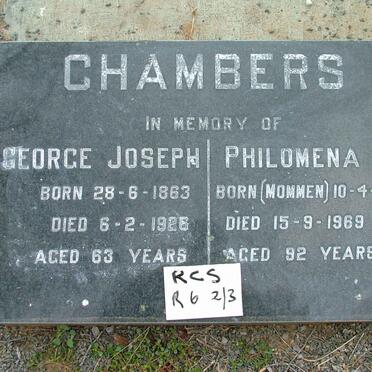 CHAMBERS
IN MEMORY OF
GEORGE JOSEPH
BORN 28-6-1863
DIED 6-2-1926
AGED 63 YEARS
PHILOMENA
BORN (MOMMEN) 10-4-
DIED 15-9-1969
AGED 92 YEARS
RCS
R6 2/3